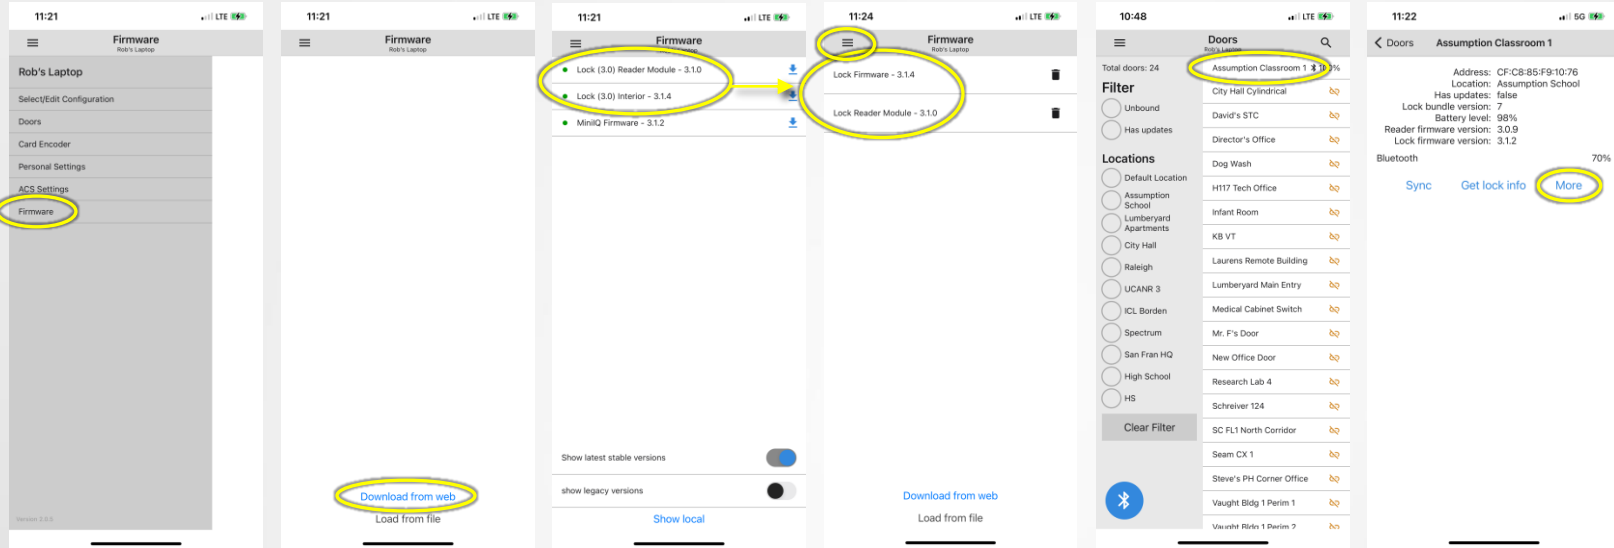 11:21
LTE
Firmware
Rob's Laptop
Rob's Laptop
Select/Edit Configuration
Doors
Card Encoder
Personal Settings
ACS Settings
Firmware
11:21
LTE
Firmware
Rob's Laptop
Download from web
Load from file
11:21
LTE
Firmware
Lock (3.0) Reader Module - 3.1.0
Lock (3.0) Interior - 3.1.4
MiniIQ Firmware - 3.1.2
Show latest stable versions
show legacy versions
Show local
11:24
LTE
Firmware
Rob's Laptop
Lock Firmware - 3.1.4
Lock Reader Module - 3.1.0
Download from web
Load from file
10:48
LTE
Doors
Rob's Laptop
Total doors: 24
Filter
Unbound
Has updates
Locations
Default Location
Assumption
School
Lumberyard
Apartments
City Hall
Raleigh
UCANR 3
ICL Borden
Spectrum
San Fran HQ
High School
HS
Clear Filter
Assumption Classroom 1
City Hall Cylindrical
David's STC
Director's Office
Dog Wash
H117 Tech Office
Infant Room
KB VT
Laurens Remote Building
Lumberyard Main Entry
Medical Cabinet Switch
Mr. F's Door
New Office Door
Research Lab 4
Schreiver 124
SC FL1 North Corridor
Seam CX 1
Steve's PH Corner Office
Vaught Bldg 1 Perim 1
Vaught Bldg 1 Perim 2
11:22
5G
Doors Assumption Classroom 1
Address: CF:C8:85:F9:10:76
Location: Assumption School
Has updates: false
Lock bundle version: 7
Battery level: 98%
Reader firmware version: 3.0.9
Lock firmware version: 3.1.2
Bluetooth 70%
Sync Get lock info More